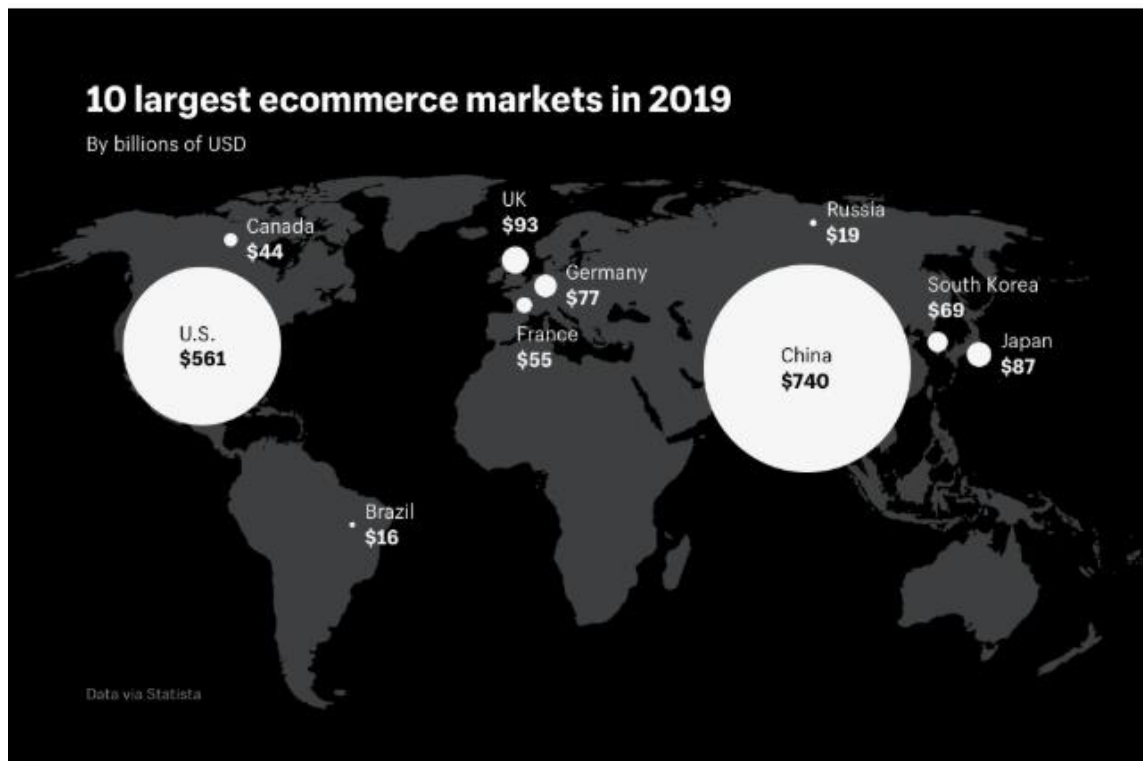 10 largest ecommerce markets in 2019
By billions of USD
UK
$93
Russia
$19
Canada
$44
Germany
$77
South Korea
$69
U.S.
$561
France
$55
China
$740
Japan
$87
Brazil
$16
Data via Statista